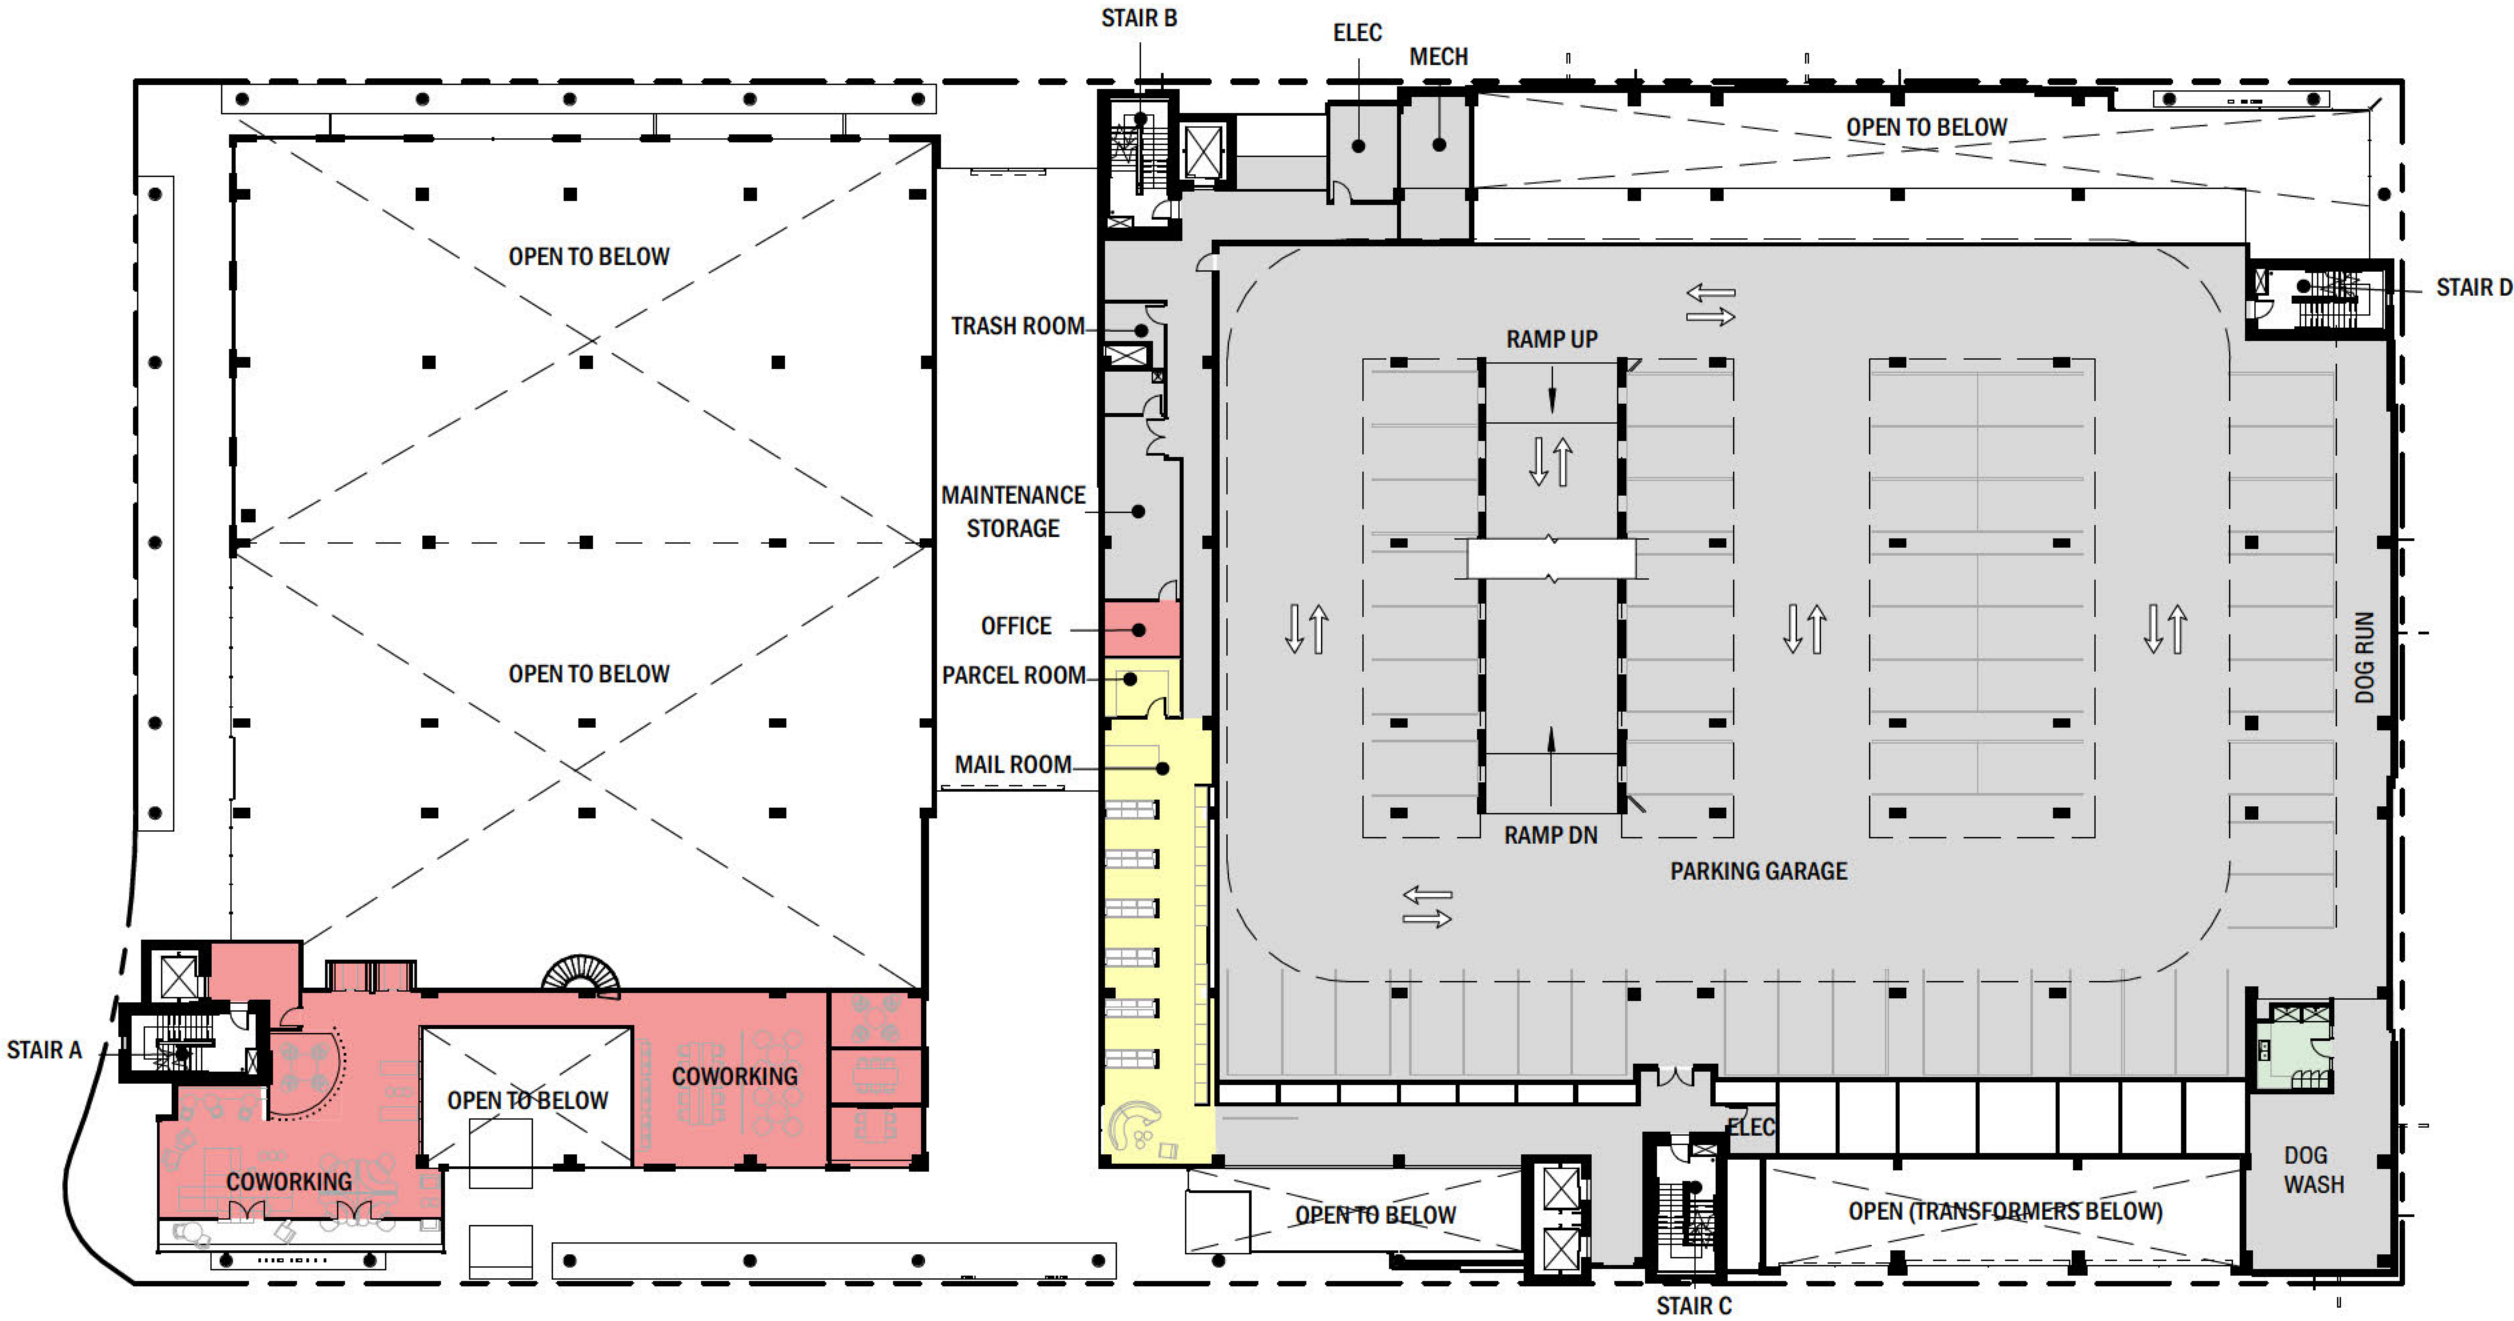 STAIR B
ELEC
MECH
OPEN TO BELOW
OPEN TO BELOW
STAIR D
TRASH ROOM
RAMP UP
MAINTENANCE
STORAGE
OFFICE
PARCEL ROOM
OPEN TO BELOW
DOG RUN
MAIL ROOM
RAMP DN
PARKING GARAGE
STAIR A
COWORKING
OPEN TO BELOW
ELEC
COWORKING
DOG
WASH
OPEN TO BELOW
OPEN (TRANSFORMERS BELOW)
STAIR C